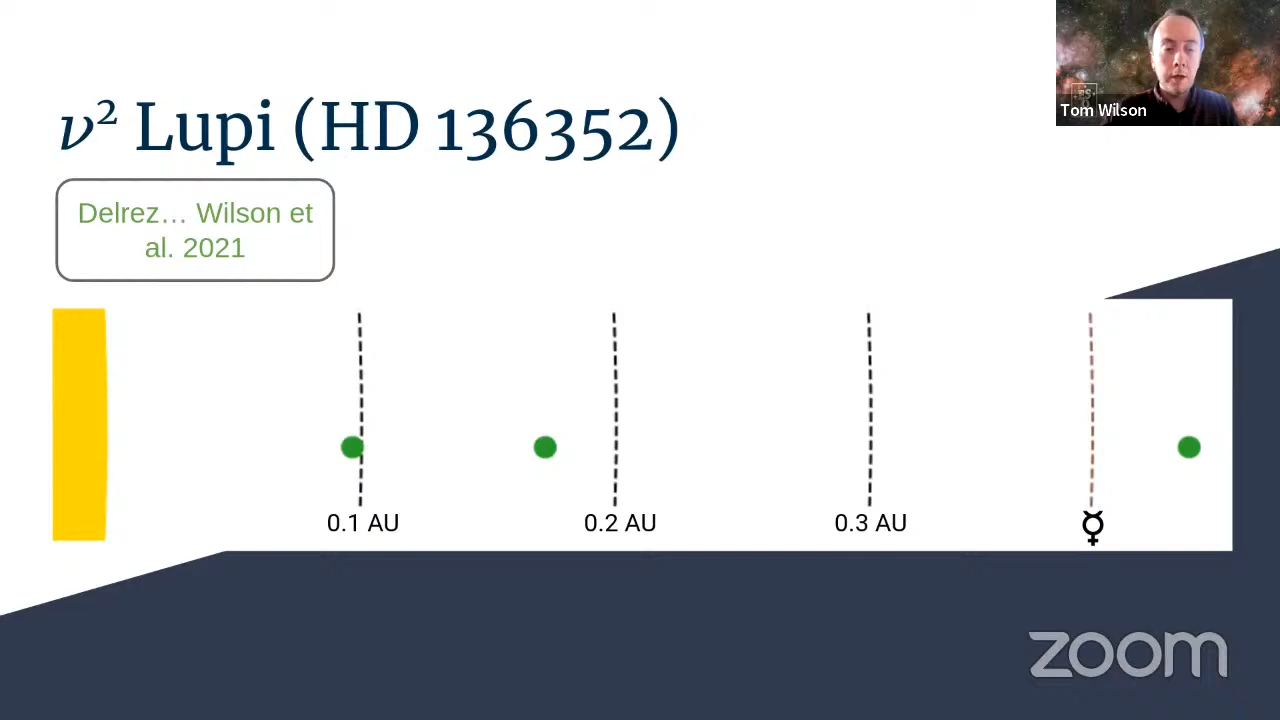 ν² Lupi (HD 136352)
Tom Wilson
Delrez… Wilson et
al. 2021
0.1 AU
0.2 AU
0.3 AU
☿
zoom